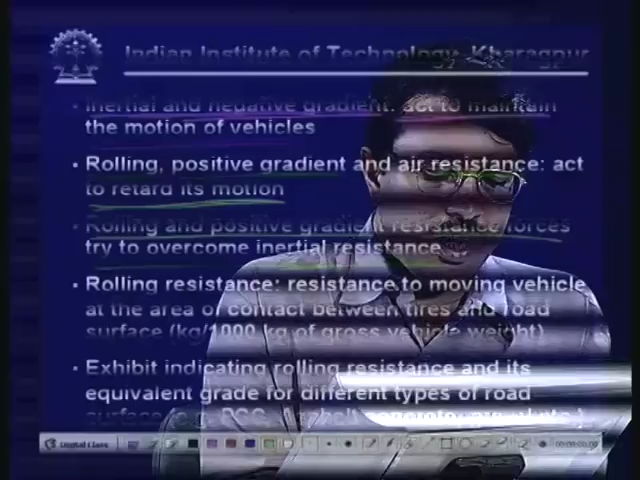 Indian Institute of Technology, Kharagpur
Inertial and negative gradient: act to maintain
the motion of vehicles
Rolling, positive gradient and air resistance: act
to retard its motion
Rolling and positive gradient resistance forces
try to overcome inertial resistance
Rolling resistance: resistance to moving vehicle
at the area of contact between tires and road
surface (kg/1000 kg of gross vehicle weight)
Exhibit indicating rolling resistance and its
equivalent grade for different types of road
surface (e.g. PCC,